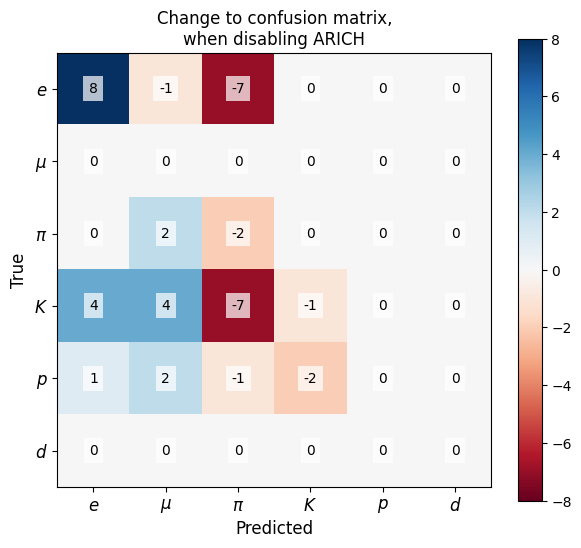 Change to confusion matrix,
when disabling ARICH
e 8 -1 -7 0 0 0
μ 0 0 0 0 0 0
π 0 2 -2 0 0 0
K 4 4 -7 -1 0 0
p 1 2 -1 -2 0 0
d 0 0 0 0 0 0
e μ π K p d
Predicted
True
8
6
4
2
0
−2
−4
−6
−8